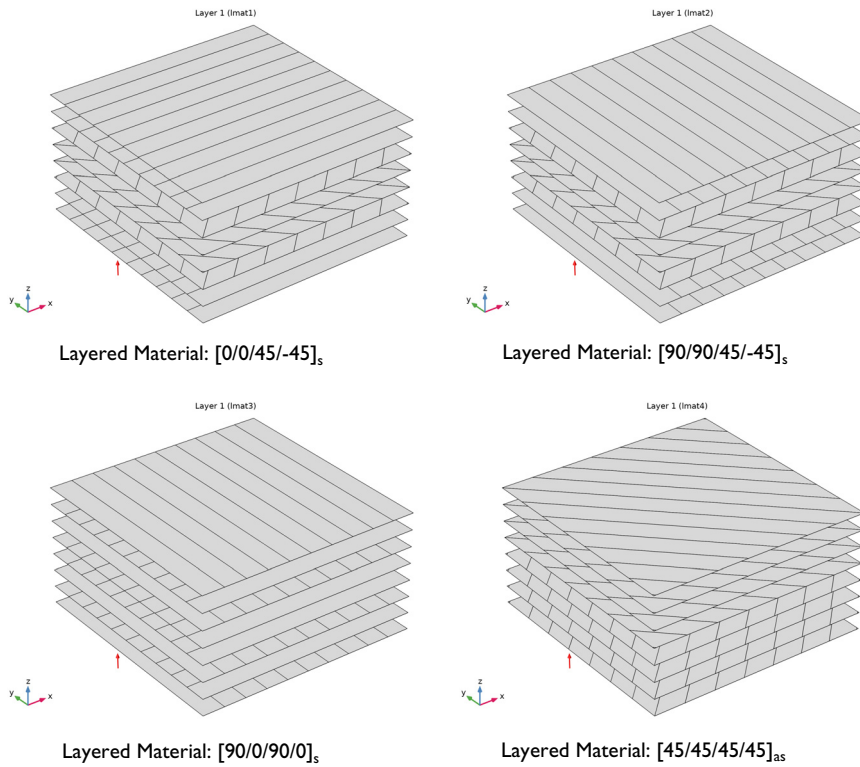 Layer 1 (lmat1)
Layer 1 (lmat2)
z
y
x
z
y
x
Layered Material: [0/0/45/-45]s
Layered Material: [90/90/45/-45]s
Layer 1 (lmat3)
Layer 1 (lmat4)
z
y
x
z
y
x
Layered Material: [90/0/90/0]s
Layered Material: [45/45/45/45]as